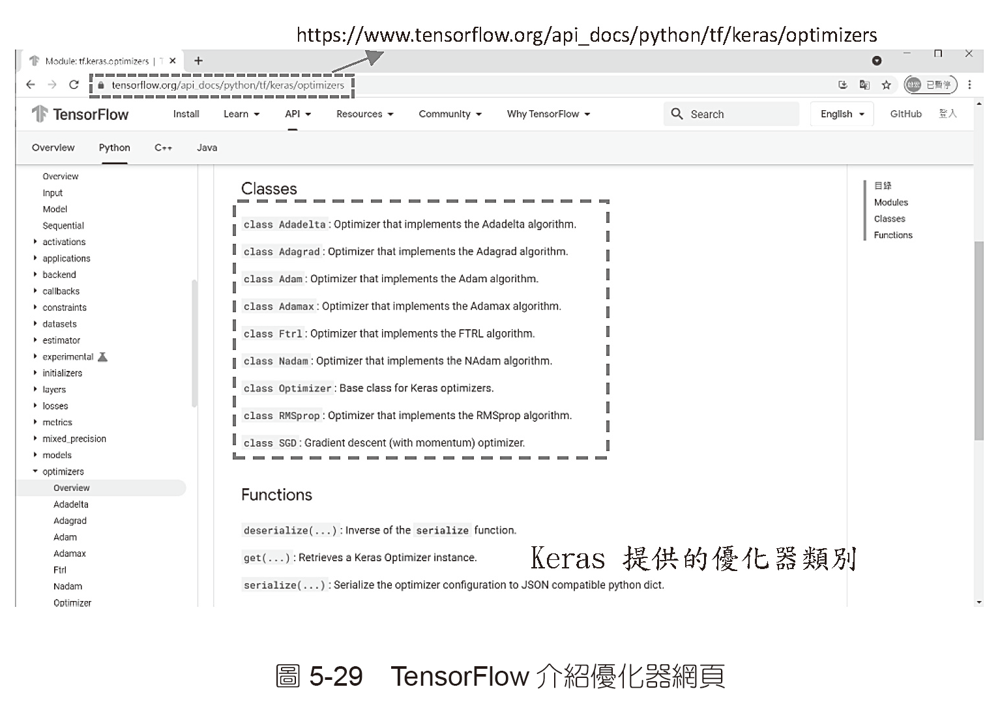 https://www.tensorflow.org/api_docs/python/tf/keras/optimizers
Module: tf.keras.optimizers | T
tensorflow.org/api_docs/python/tf/keras/optimizers
已暫停
TensorFlow Install Learn API Resources Community Why TensorFlow Search English GitHub 登入
Overview Python C++ Java
Overview
Input
Model
Sequential
activations
applications
backend
callbacks
constraints
datasets
estimator
experimental
initializers
layers
losses
metrics
mixed_precision
models
optimizers
Overview
Adadelta
Adagrad
Adam
Adamax
Ftrl
Nadam
Optimizer
Classes
class Adadelta: Optimizer that implements the Adadelta algorithm.
class Adagrad: Optimizer that implements the Adagrad algorithm.
class Adam: Optimizer that implements the Adam algorithm.
class Adamax: Optimizer that implements the Adamax algorithm.
class Ftrl: Optimizer that implements the FTRL algorithm.
class Nadam: Optimizer that implements the NAdam algorithm.
class Optimizer: Base class for Keras optimizers.
class RMSprop: Optimizer that implements the RMSprop algorithm.
class SGD: Gradient descent (with momentum) optimizer.
Functions
deserialize(...): Inverse of the serialize function.
get(...): Retrieves a Keras Optimizer instance.
serialize(...): Serialize the optimizer configuration to JSON compatible python dict.
Keras 提供的優化器類別
目錄
Modules
Classes
Functions
圖 5-29 TensorFlow 介紹優化器網頁